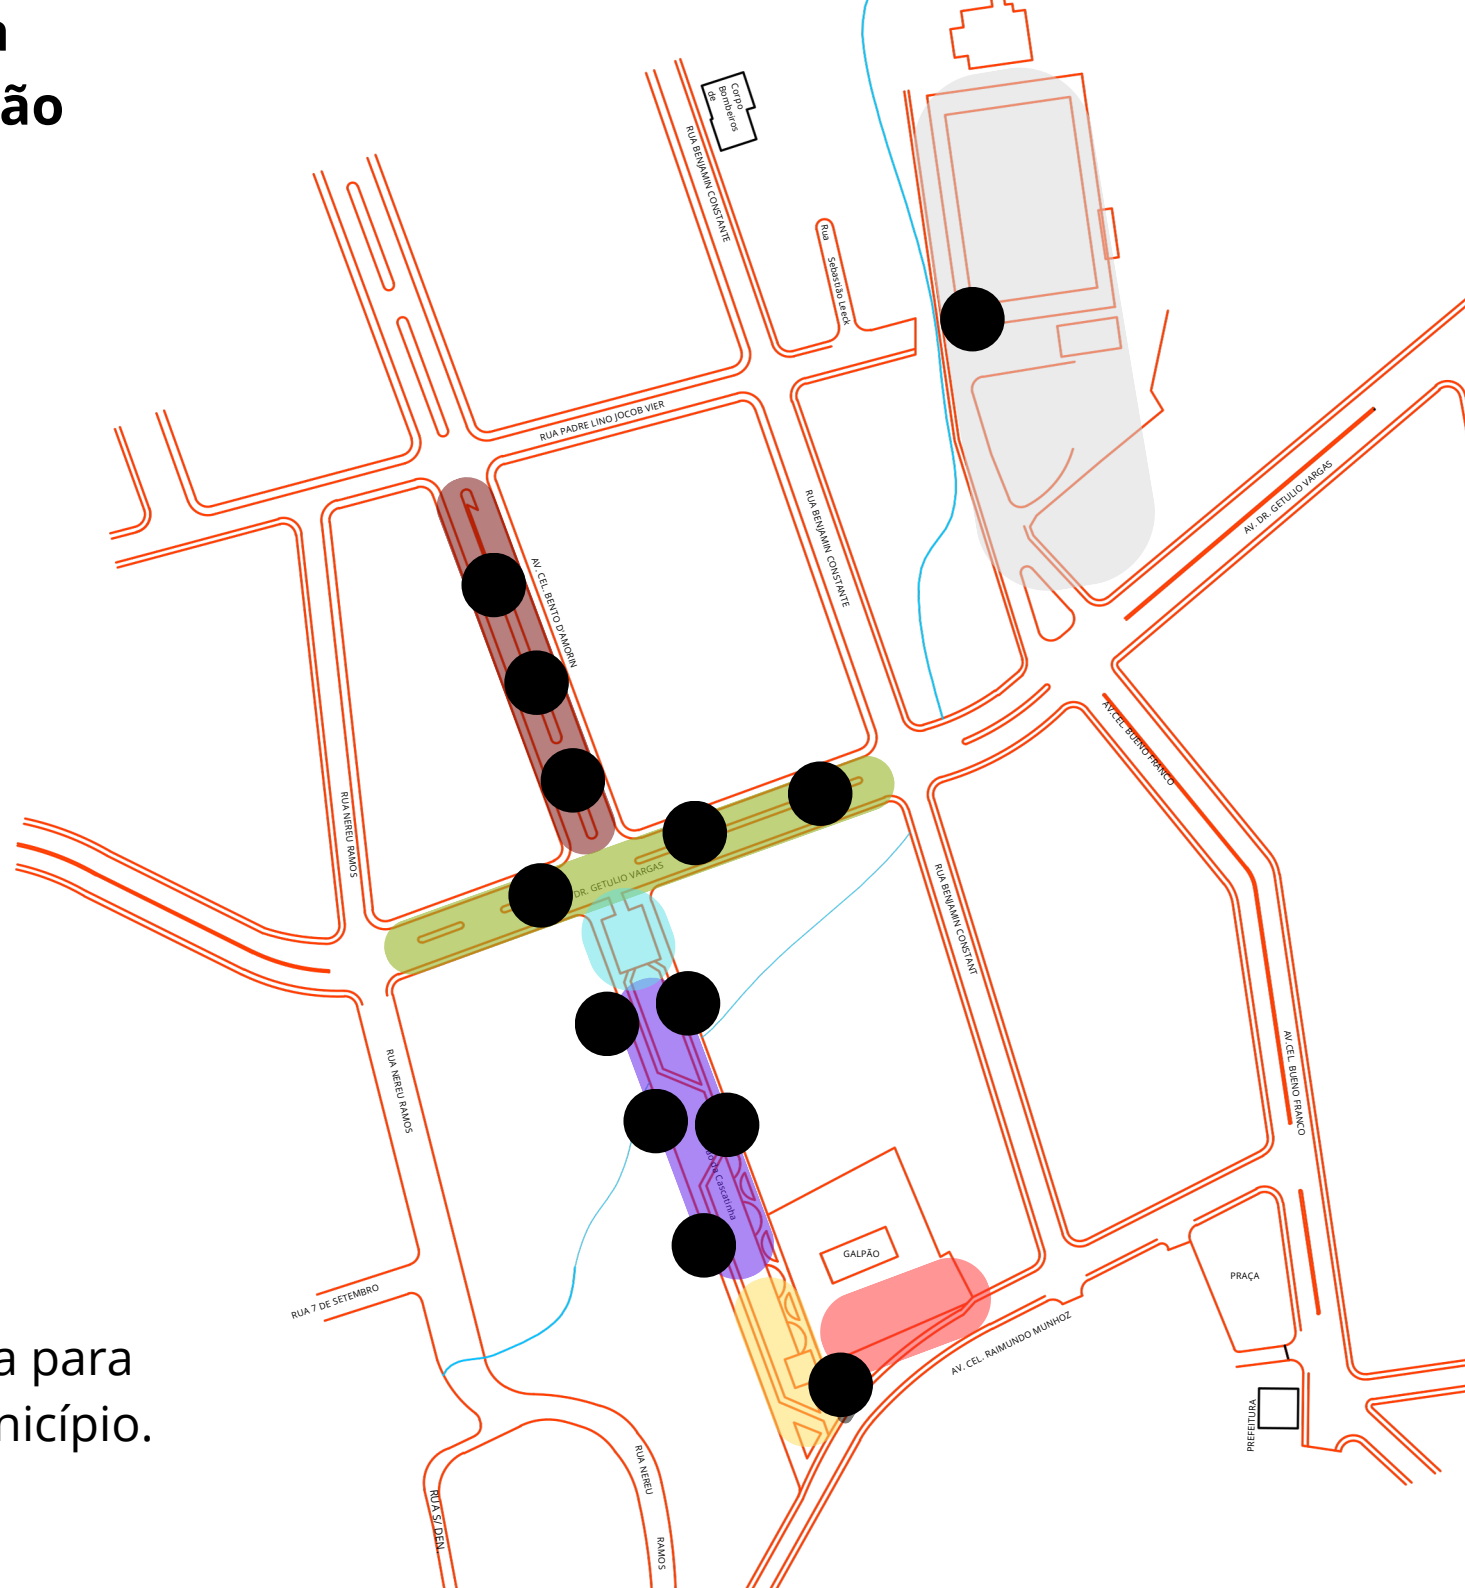 ão
Corpo
de
Bombeiros
RUA BENJAMIN CONSTANTE
Rua
Sebastião Leeck
RUA PADRE LINO JOCOB VIER
AV. DR. GETULIO VARGAS
RUA BENJAMIN CONSTANTE
AV. CEL. BENTO D'AMORIN
AV.CEL. BUENO FRANCO
RUA NEREU RAMOS
DR. GETULIO VARGAS
RUA BENJAMIN CONSTANT
AV.CEL. BUENO FRANCO
RUA NEREU RAMOS
da Cascatinha
GALPÃO
PRAÇA
RUA 7 DE SETEMBRO
AV. CEL. RAIMUNDO MUNHOZ
a para
nicípio.
PREFEITURA
RUA NEREU
RAMOS
RUA S/ DEN.